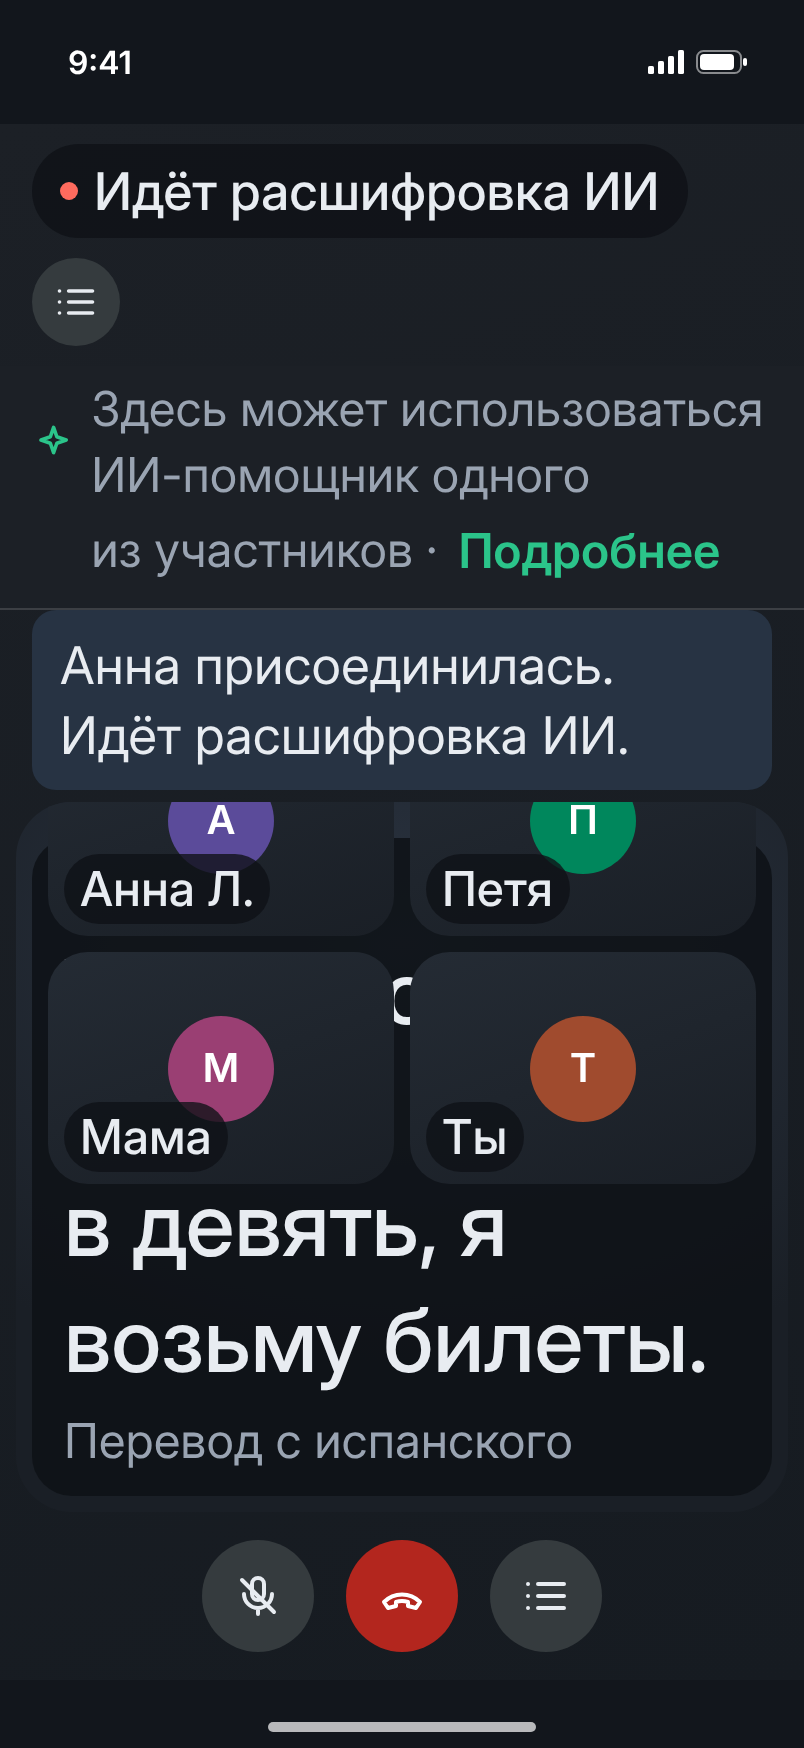 9:41
Идёт расшифровка ИИ
Здесь может использоваться
ИИ-помощник одного
из участников · Подробнее
Анна присоединилась.
Идёт расшифровка ИИ.
А
П
Анна Л.
Петя
М
Т
Мама
Ты
в девять, я
возьму билеты.
Перевод с испанского